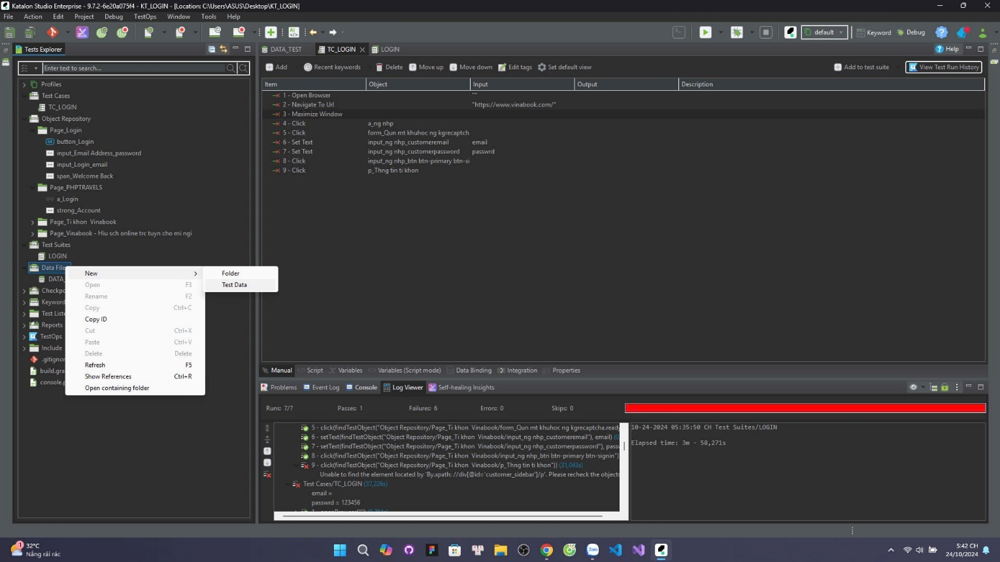 Katalon Studio Enterprise - 9.7.2-6e20a075f4 - KT_LOGIN - [Location: C:\Users\ASUS\Desktop\KT_LOGIN]
File Action Edit Project Debug TestOps Window Tools Help
default Keyword Debug
Tests Explorer
Enter text to search...
Profiles
Test Cases
TC_LOGIN
Object Repository
Page_Login
button_Login
input_Email Address_password
input_Login_email
span_Welcome Back
Page_PHPTRAVELS
a_Login
strong_Account
Page_Ti khon Vinabook
Page_Vinabook - Hiu sch online trc tuyn cho mi ngi
Test Suites
LOGIN
Data File
DATA_
Checkpo
Keyword
Test Liste
Reports
TestOps
Include
.gitignor
build.gra
console.p
New
Open F3
Rename F2
Copy Ctrl+C
Copy ID
Cut Ctrl+X
Paste Ctrl+V
Delete Delete
Refresh F5
Show References Ctrl+R
Open containing folder
Folder
Test Data
DATA_TEST TC_LOGIN LOGIN Help
Add Recent keywords Delete Move up Move down Edit tags Set default view Add to test suite View Test Run History
Item Object Input Output Description
1 - Open Browser ""
2 - Navigate To Url "https://www.vinabook.com/"
3 - Maximize Window
4 - Click a_ng nhp
5 - Click form_Qun mt khuhoc ng kgrecaptch
6 - Set Text input_ng nhp_customeremail email
7 - Set Text input_ng nhp_customerpassword passwrd
8 - Click input_ng nhp_btn btn-primary btn-si
9 - Click p_Thng tin ti khon
Manual Script Variables Variables (Script mode) Data Binding Integration Properties
Problems Event Log Console Log Viewer Self-healing Insights
Runs: 7/7 Passes: 1 Failures: 6 Errors: 0 Skips: 0
5 - click(findTestObject("Object Repository/Page_Ti khon Vinabook/form_Qun mt khuhoc ng kgrecaptcha.ready
6 - setText(findTestObject("Object Repository/Page_Ti khon Vinabook/input_ng nhp_customeremail"), email) (0,
7 - setText(findTestObject("Object Repository/Page_Ti khon Vinabook/input_ng nhp_customerpassword"), passw
8 - click(findTestObject("Object Repository/Page_Ti khon Vinabook/input_ng nhp_btn btn-primary btn-signin")
9 - click(findTestObject("Object Repository/Page_Ti khon Vinabook/p_Thng tin ti khon")) (31,043s)
Unable to find the element located by 'By.xpath: //div[@id='customer_sidebar']/p'. Please recheck the objects
Test Cases/TC_LOGIN (37,226s)
email =
passwrd = 123456
10-24-2024 05:35:50 CH Test Suites/LOGIN
Elapsed time: 3m - 58,271s
1
32°C
Nắng rải rác
Zalo
5:42 CH
24/10/2024